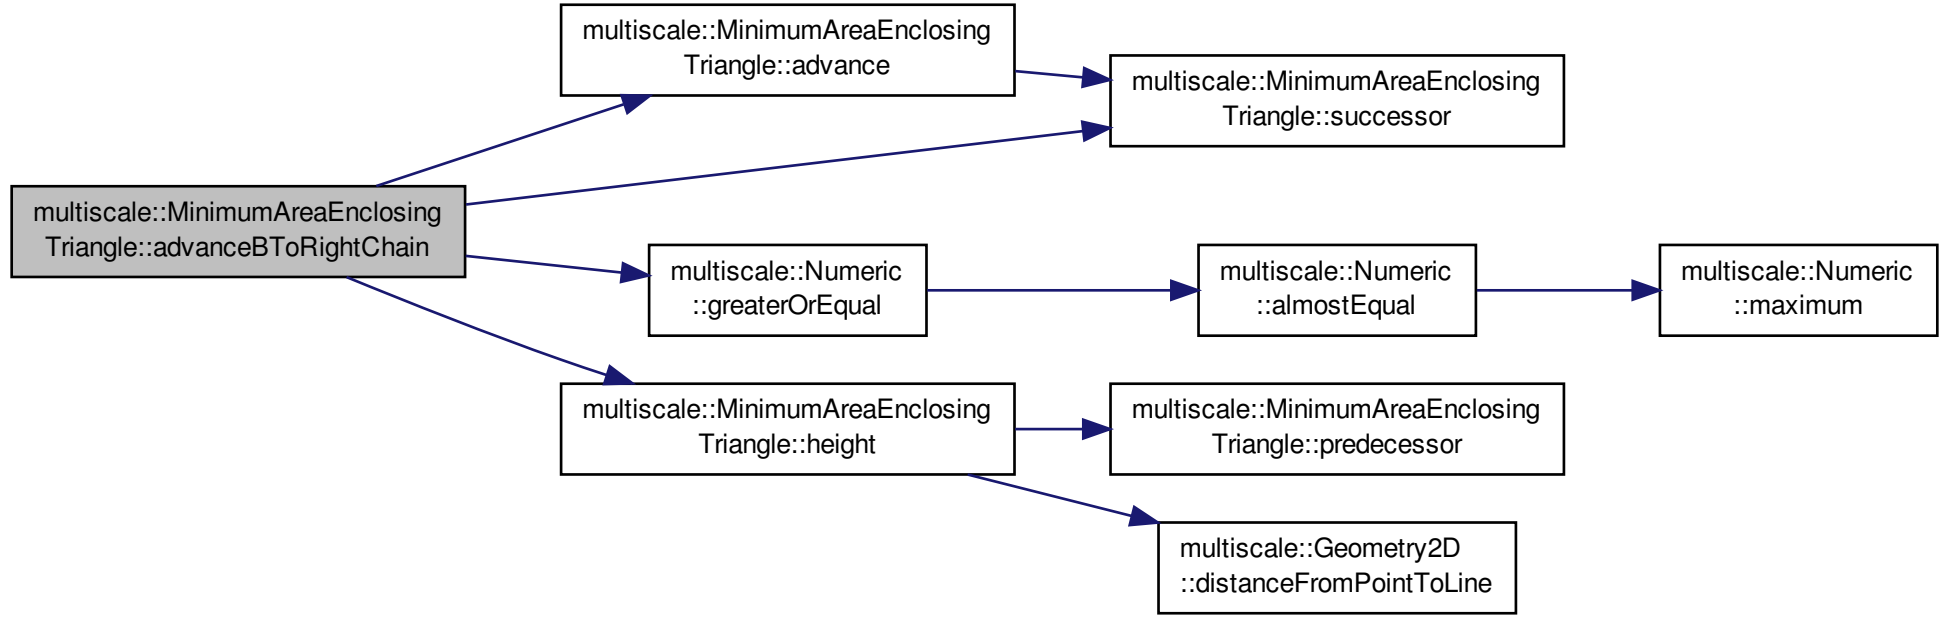 multiscale::MinimumAreaEnclosing
Triangle::advanceBToRightChain
multiscale::MinimumAreaEnclosing
Triangle::advance
multiscale::MinimumAreaEnclosing
Triangle::successor
multiscale::Numeric
::greaterOrEqual
multiscale::Numeric
::almostEqual
multiscale::Numeric
::maximum
multiscale::MinimumAreaEnclosing
Triangle::height
multiscale::MinimumAreaEnclosing
Triangle::predecessor
multiscale::Geometry2D
::distanceFromPointToLine